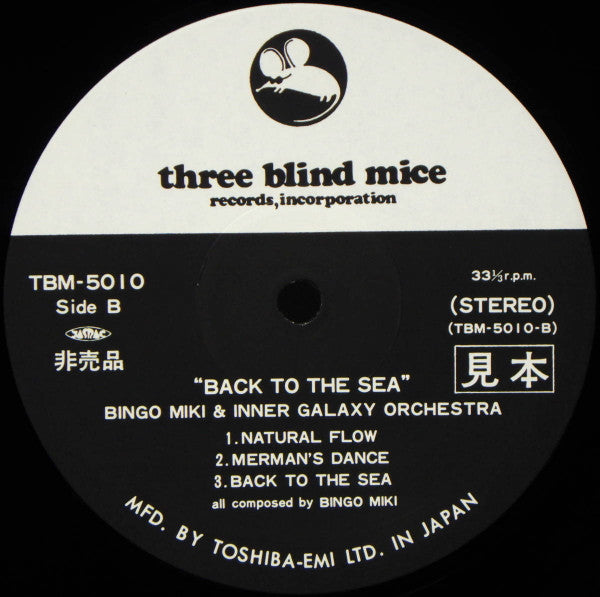 three blind mice
records, incorporation
TBM-5010
Side B
JASRAC
非売品
33⅓ r.p.m.
(STEREO)
(TBM-5010-B)
見本
"BACK TO THE SEA"
BINGO MIKI & INNER GALAXY ORCHESTRA
1. NATURAL FLOW
2. MERMAN'S DANCE
3. BACK TO THE SEA
all composed by BINGO MIKI
MFD. BY TOSHIBA-EMI LTD. IN JAPAN